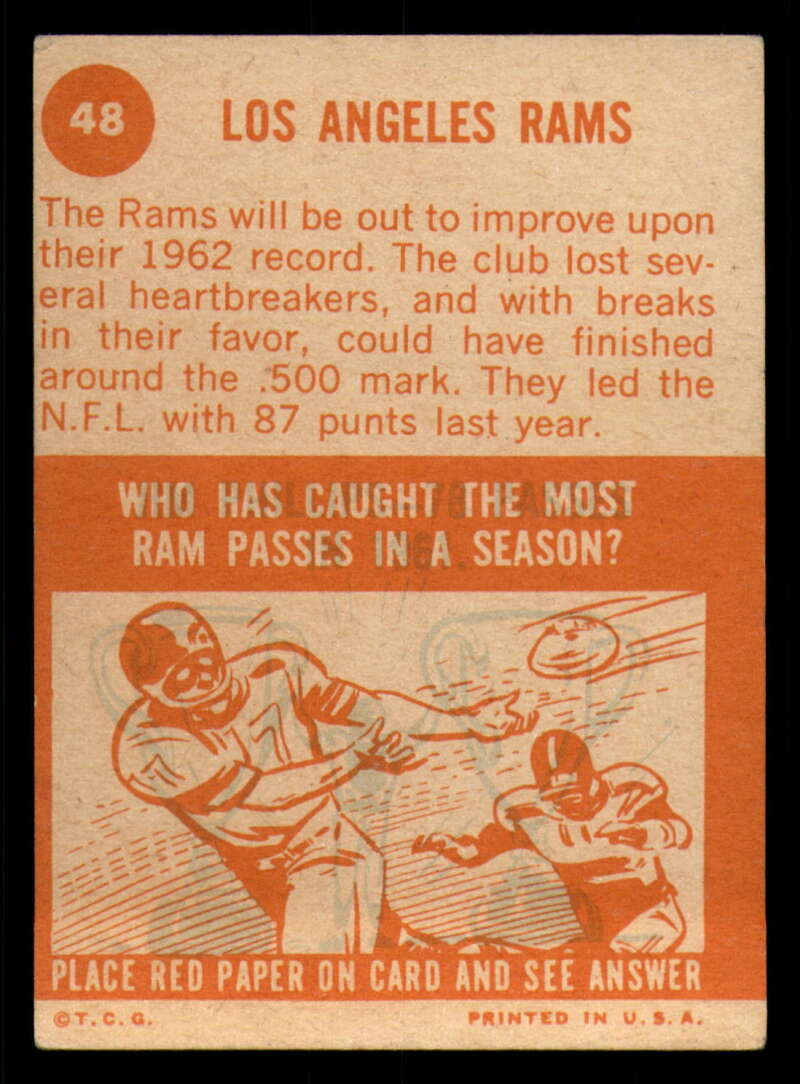 48
LOS ANGELES RAMS
The Rams will be out to improve upon
their 1962 record. The club lost sev-
eral heartbreakers, and with breaks
in their favor, could have finished
around the .500 mark. They led the
N.F.L. with 87 punts last year.
WHO HAS CAUGHT THE MOST
RAM PASSES IN A SEASON?
PLACE RED PAPER ON CARD AND SEE ANSWER
©T.C.G.
PRINTED IN U.S.A.